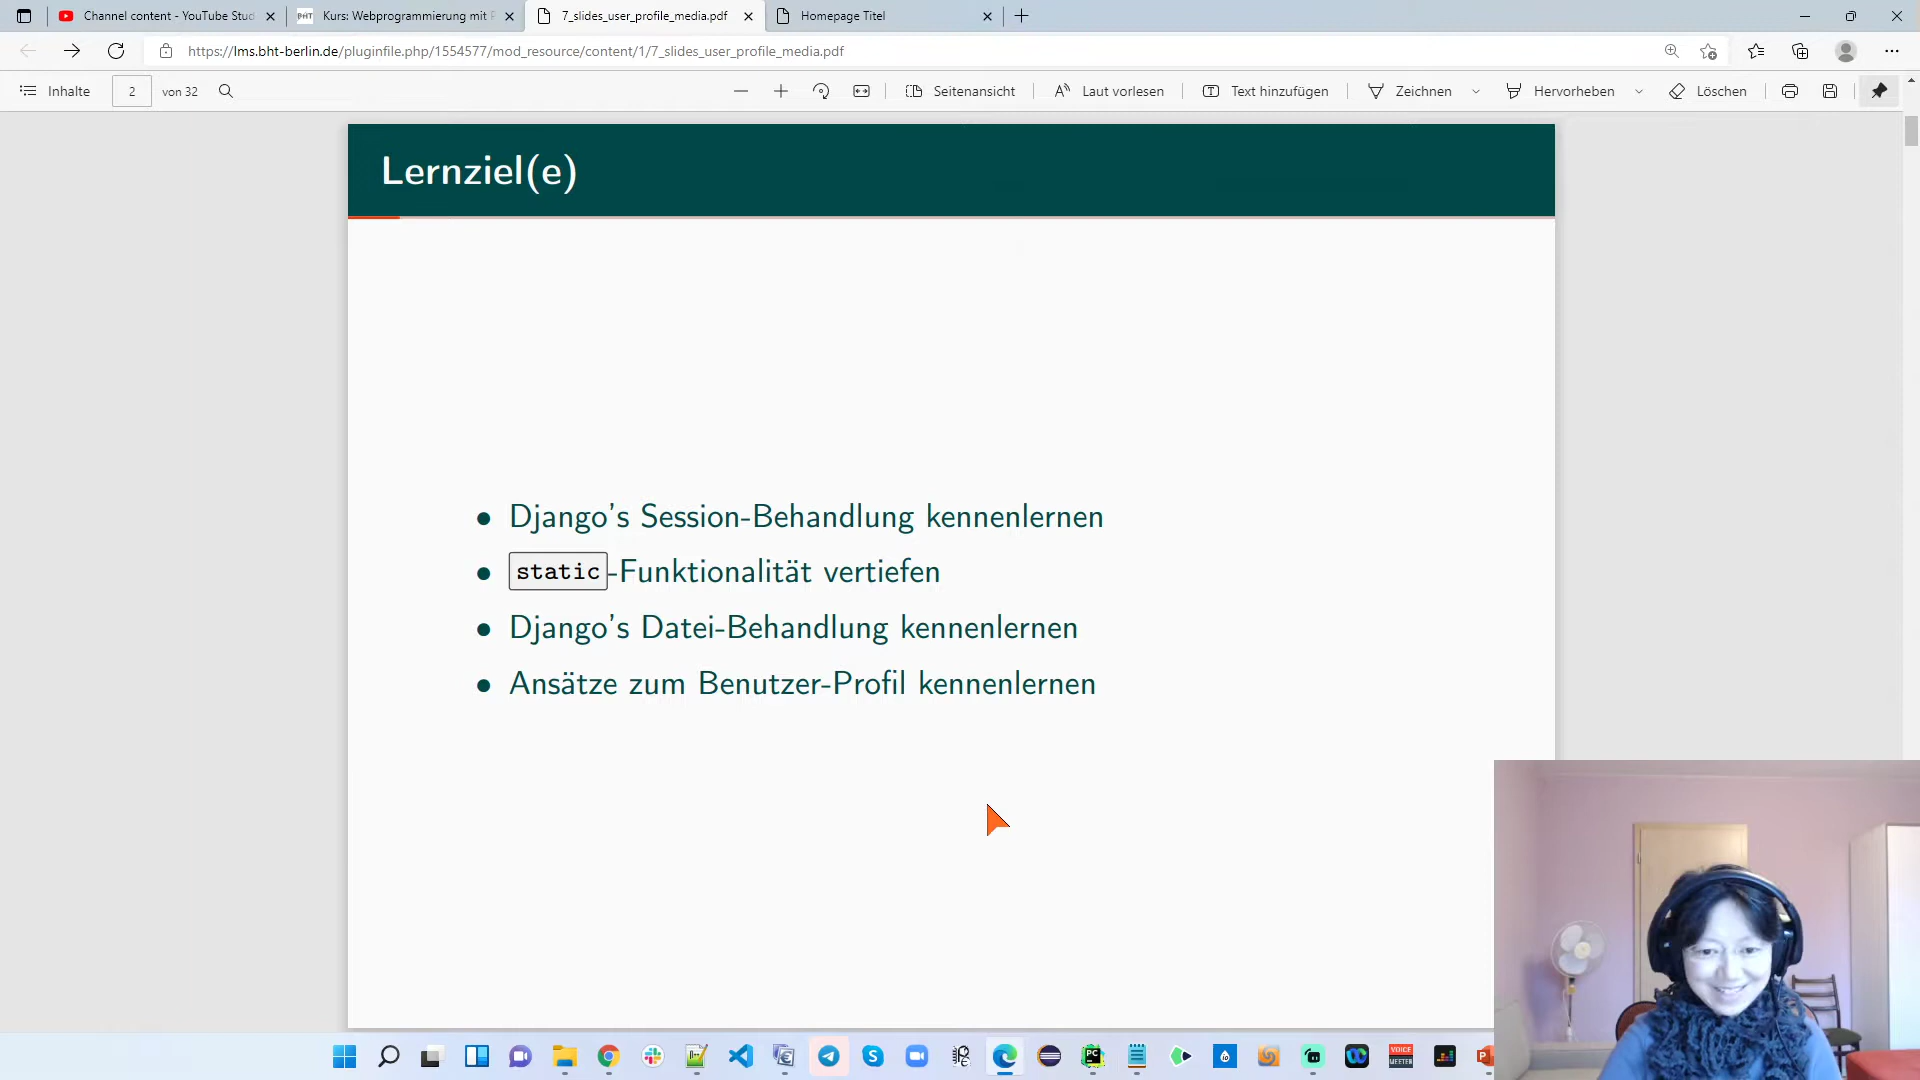 Channel content - YouTube Stud
Kurs: Webprogrammierung mit P
7_slides_user_profile_media.pdf
Homepage Titel
https://lms.bht-berlin.de/pluginfile.php/1554577/mod_resource/content/1/7_slides_user_profile_media.pdf
Inhalte
2
von 32
Seitenansicht
Laut vorlesen
Text hinzufügen
Zeichnen
Hervorheben
Löschen
Lernziel(e)
• Django's Session-Behandlung kennenlernen
• static-Funktionalität vertiefen
• Django's Datei-Behandlung kennenlernen
• Ansätze zum Benutzer-Profil kennenlernen